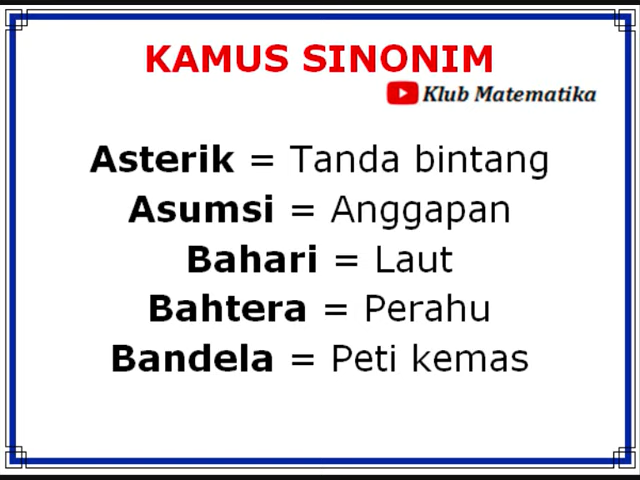 KAMUS SINONIM
Klub Matematika
Asterik = Tanda bintang
Asumsi = Anggapan
Bahari = Laut
Bahtera = Perahu
Bandela = Peti kemas